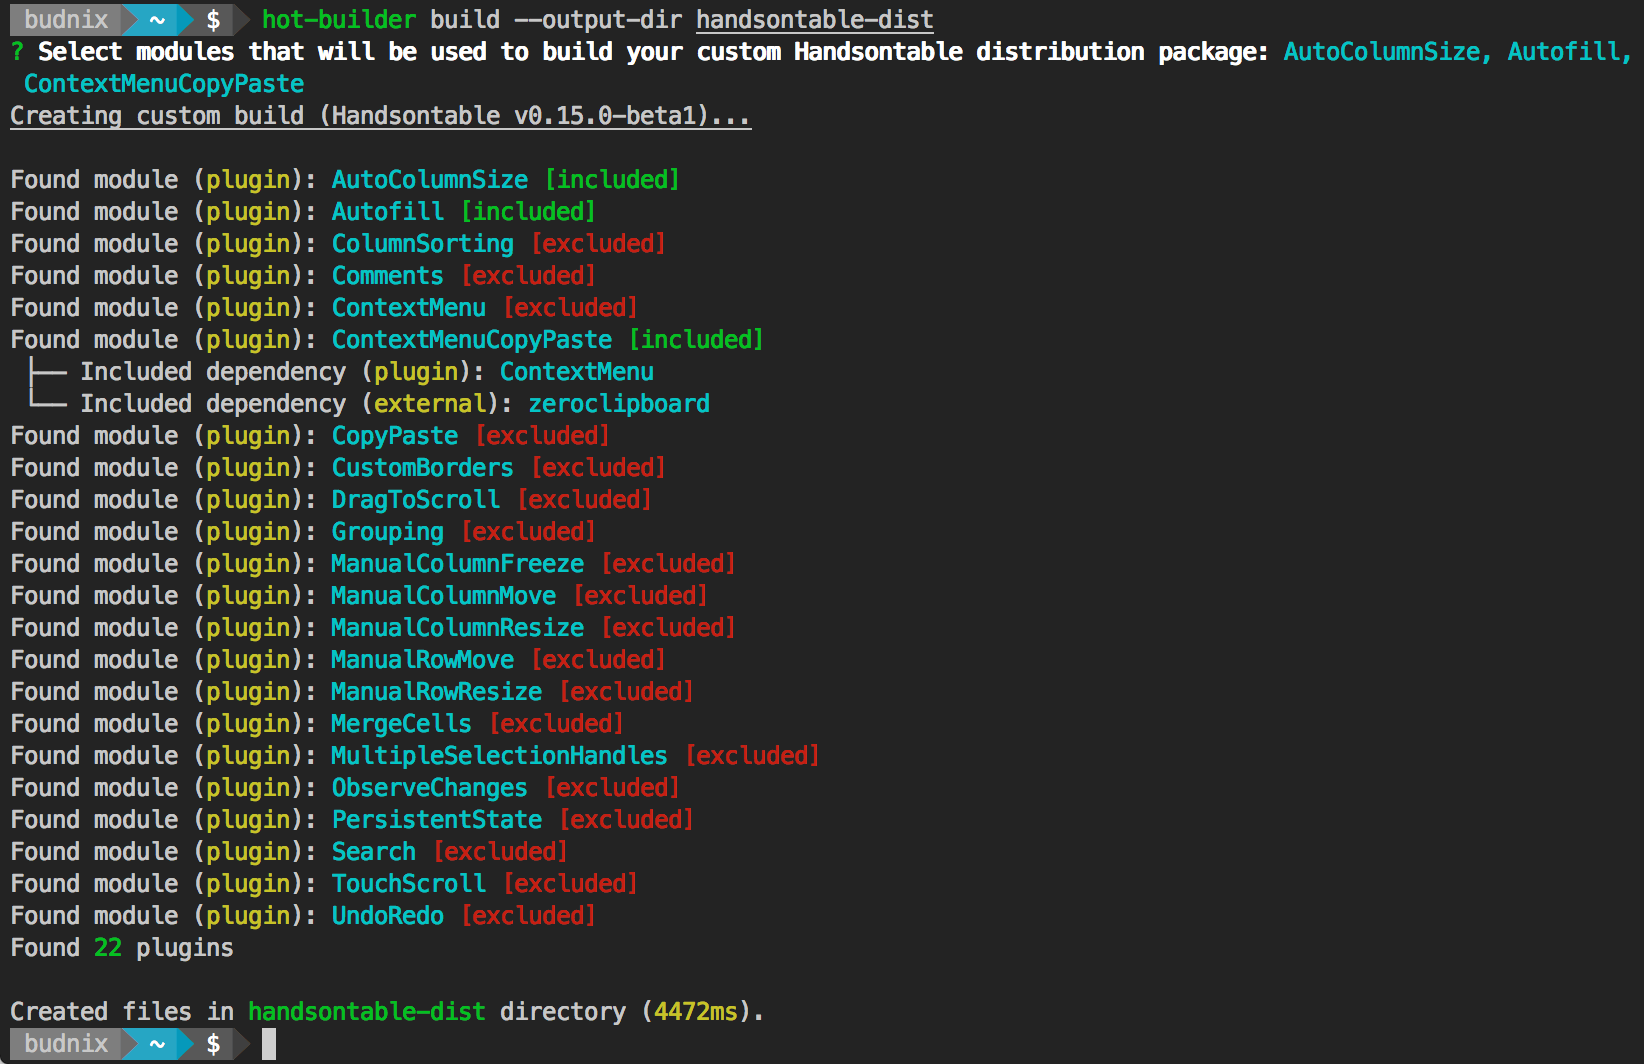 budnix ~ $ hot-builder build --output-dir handsontable-dist
? Select modules that will be used to build your custom Handsontable distribution package: AutoColumnSize, Autofill,
ContextMenuCopyPaste
Creating custom build (Handsontable v0.15.0-beta1)...
Found module (plugin): AutoColumnSize [included]
Found module (plugin): Autofill [included]
Found module (plugin): ColumnSorting [excluded]
Found module (plugin): Comments [excluded]
Found module (plugin): ContextMenu [excluded]
Found module (plugin): ContextMenuCopyPaste [included]
├── Included dependency (plugin): ContextMenu
└── Included dependency (external): zeroclipboard
Found module (plugin): CopyPaste [excluded]
Found module (plugin): CustomBorders [excluded]
Found module (plugin): DragToScroll [excluded]
Found module (plugin): Grouping [excluded]
Found module (plugin): ManualColumnFreeze [excluded]
Found module (plugin): ManualColumnMove [excluded]
Found module (plugin): ManualColumnResize [excluded]
Found module (plugin): ManualRowMove [excluded]
Found module (plugin): ManualRowResize [excluded]
Found module (plugin): MergeCells [excluded]
Found module (plugin): MultipleSelectionHandles [excluded]
Found module (plugin): ObserveChanges [excluded]
Found module (plugin): PersistentState [excluded]
Found module (plugin): Search [excluded]
Found module (plugin): TouchScroll [excluded]
Found module (plugin): UndoRedo [excluded]
Found 22 plugins
Created files in handsontable-dist directory (4472ms).
budnix ~ $